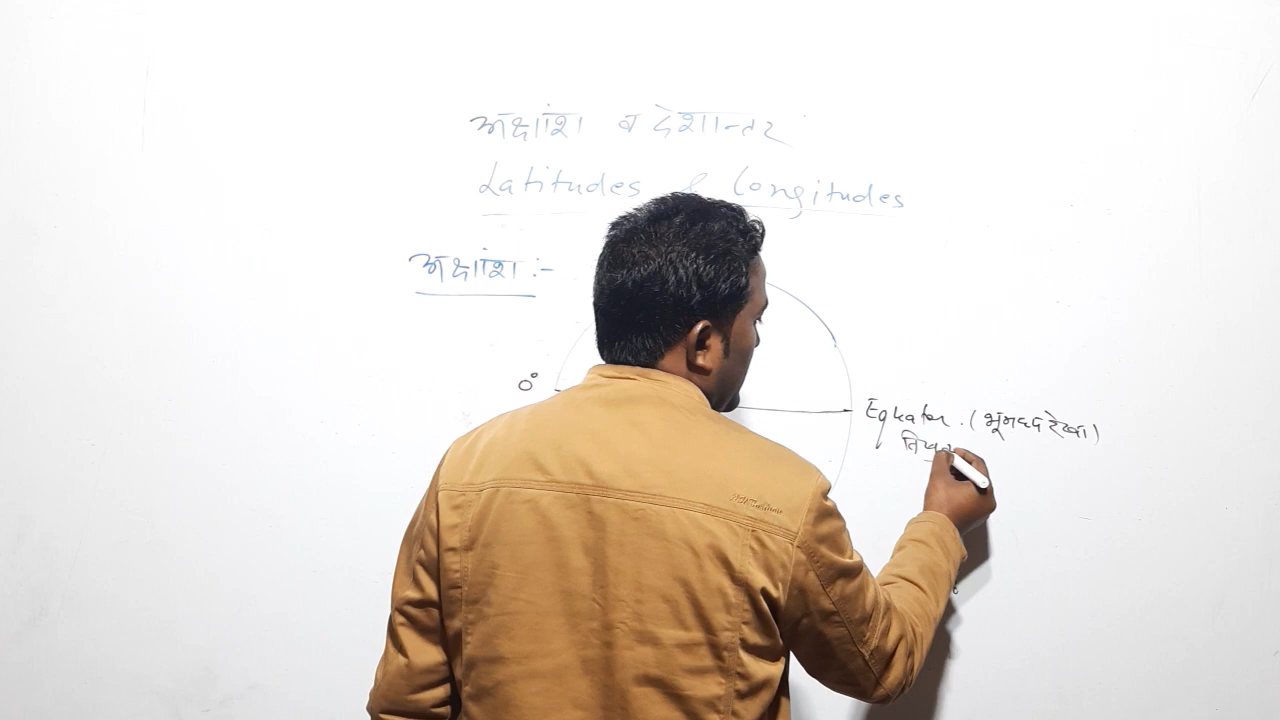 अक्षांश व देशान्तर
Latitudes & Longitudes
अक्षांश :-
0°
Equator. (भूमध्य रेखा)